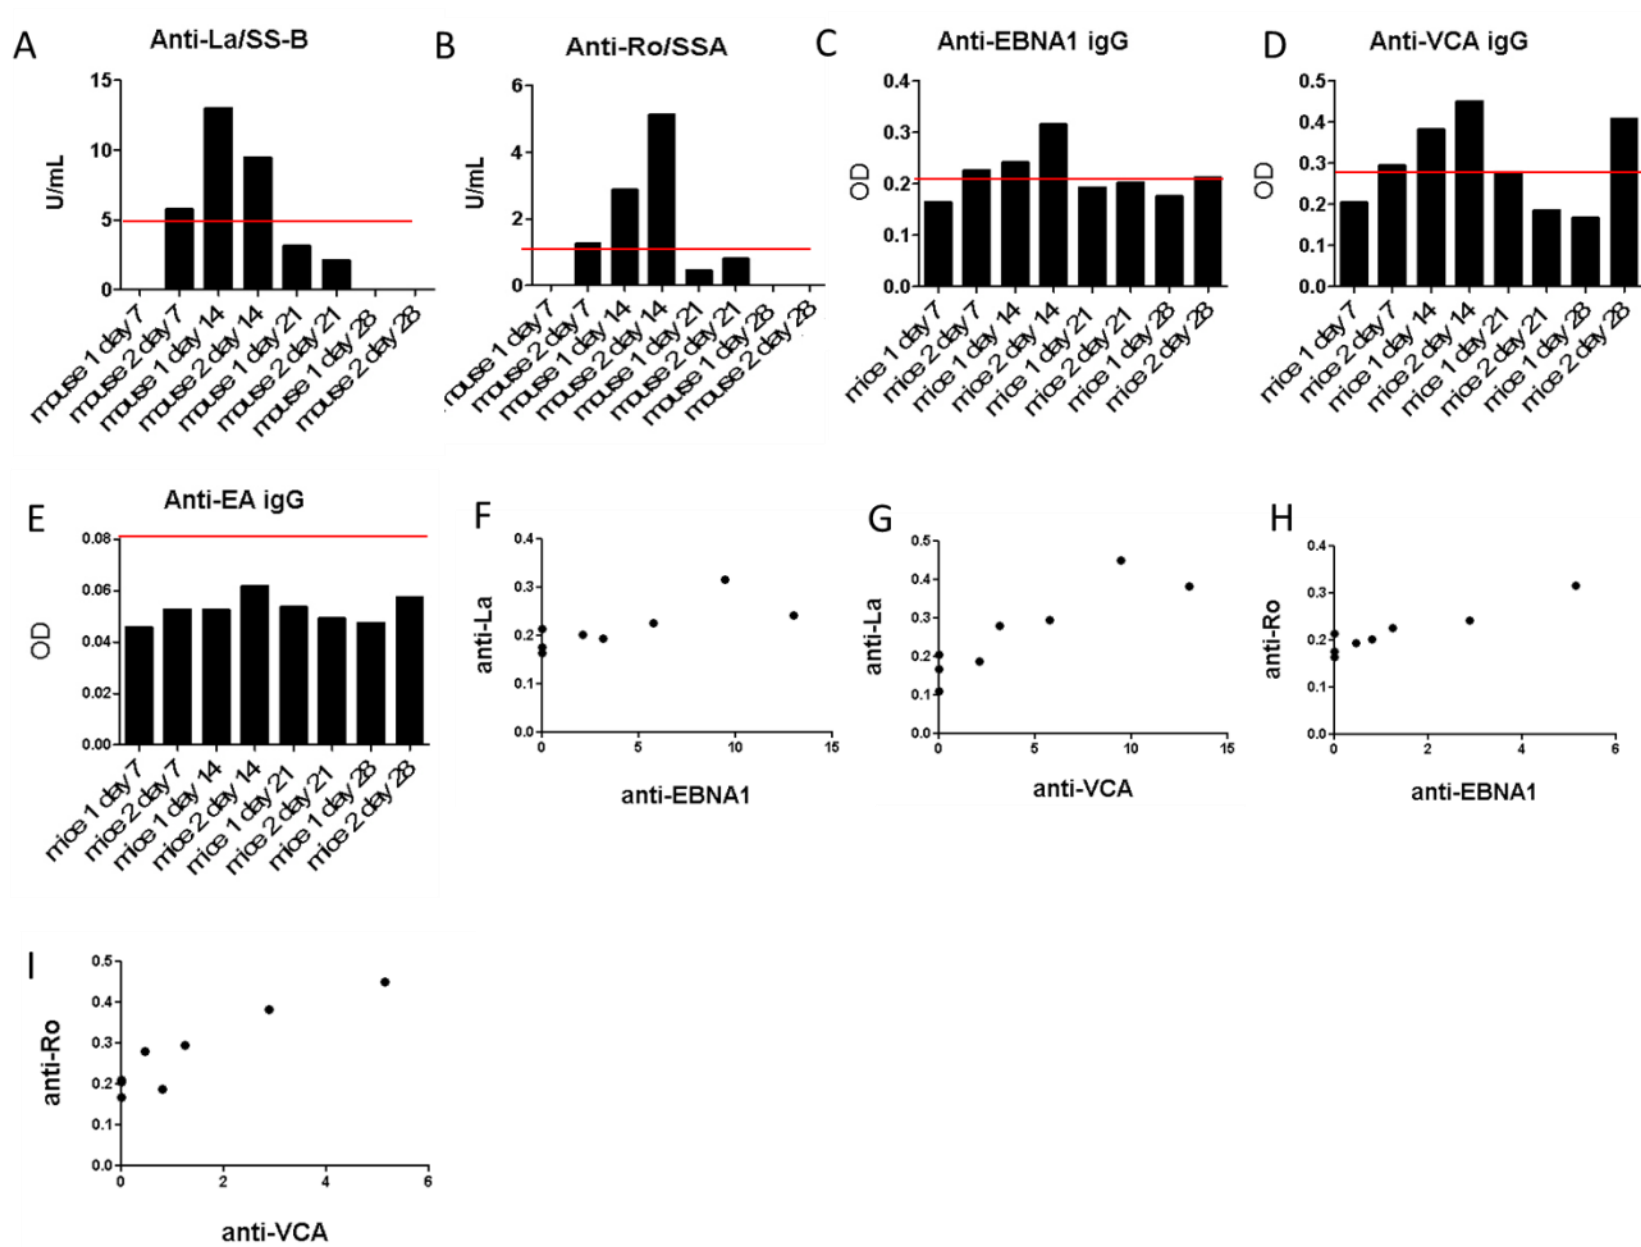 A
Anti-La/SS-B
15
10
5
0
U/mL
mouse 1 day 7
mouse 2 day 7
mouse 1 day 14
mouse 2 day 14
mouse 1 day 21
mouse 2 day 21
mouse 1 day 28
mouse 2 day 28
B
Anti-Ro/SSA
6
4
2
0
U/mL
mouse 1 day 7
mouse 2 day 7
mouse 1 day 14
mouse 2 day 14
mouse 1 day 21
mouse 2 day 21
mouse 1 day 28
mouse 2 day 28
C
Anti-EBNA1 igG
0.4
0.3
0.2
0.1
0.0
OD
mice 1 day 7
mice 2 day 7
mice 1 day 14
mice 2 day 14
mice 1 day 21
mice 2 day 21
mice 1 day 28
mice 2 day 28
D
Anti-VCA igG
0.5
0.4
0.3
0.2
0.1
0.0
OD
mice 1 day 7
mice 2 day 7
mice 1 day 14
mice 2 day 14
mice 1 day 21
mice 2 day 21
mice 1 day 28
mice 2 day 28
E
Anti-EA igG
0.08
0.06
0.04
0.02
0.00
OD
mice 1 day 7
mice 2 day 7
mice 1 day 14
mice 2 day 14
mice 1 day 21
mice 2 day 21
mice 1 day 28
mice 2 day 28
F
0.4
0.3
0.2
0.1
0.0
anti-La
0 5 10 15
anti-EBNA1
G
0.5
0.4
0.3
0.2
0.1
0.0
anti-La
0 5 10 15
anti-VCA
H
0.4
0.3
0.2
0.1
0.0
anti-Ro
0 2 4 6
anti-EBNA1
I
0.5
0.4
0.3
0.2
0.1
0.0
anti-Ro
0 2 4 6
anti-VCA